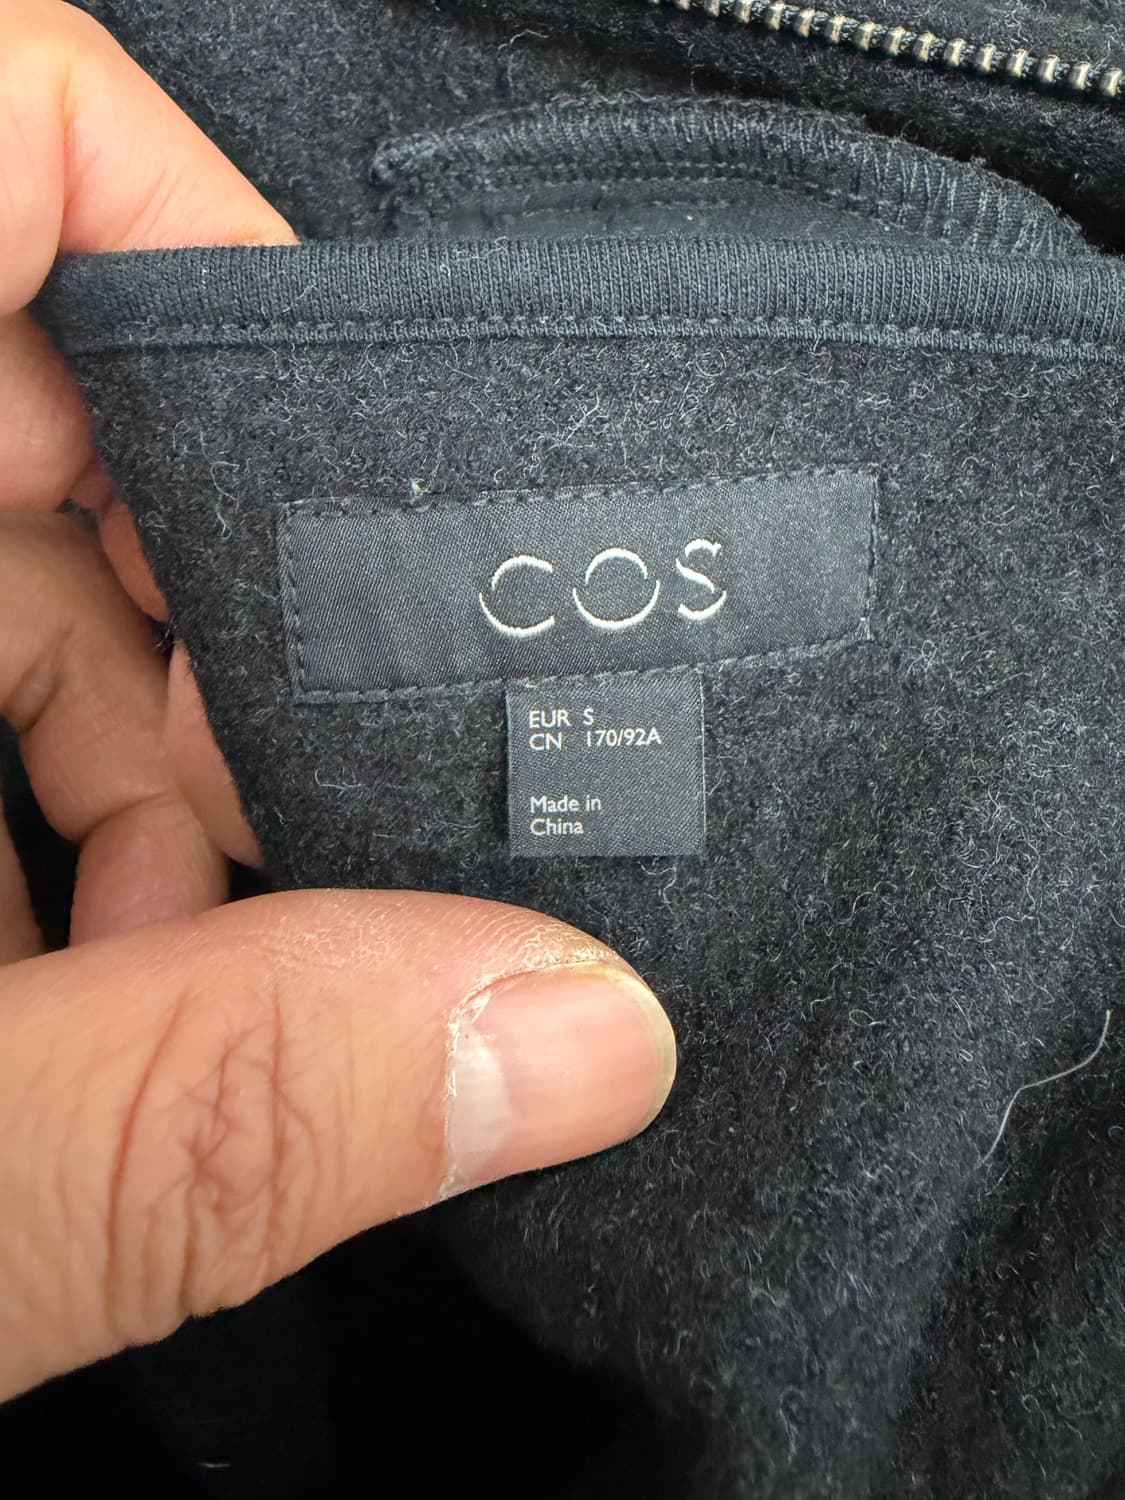 COS
EUR S
CN 170/92A
Made in
China